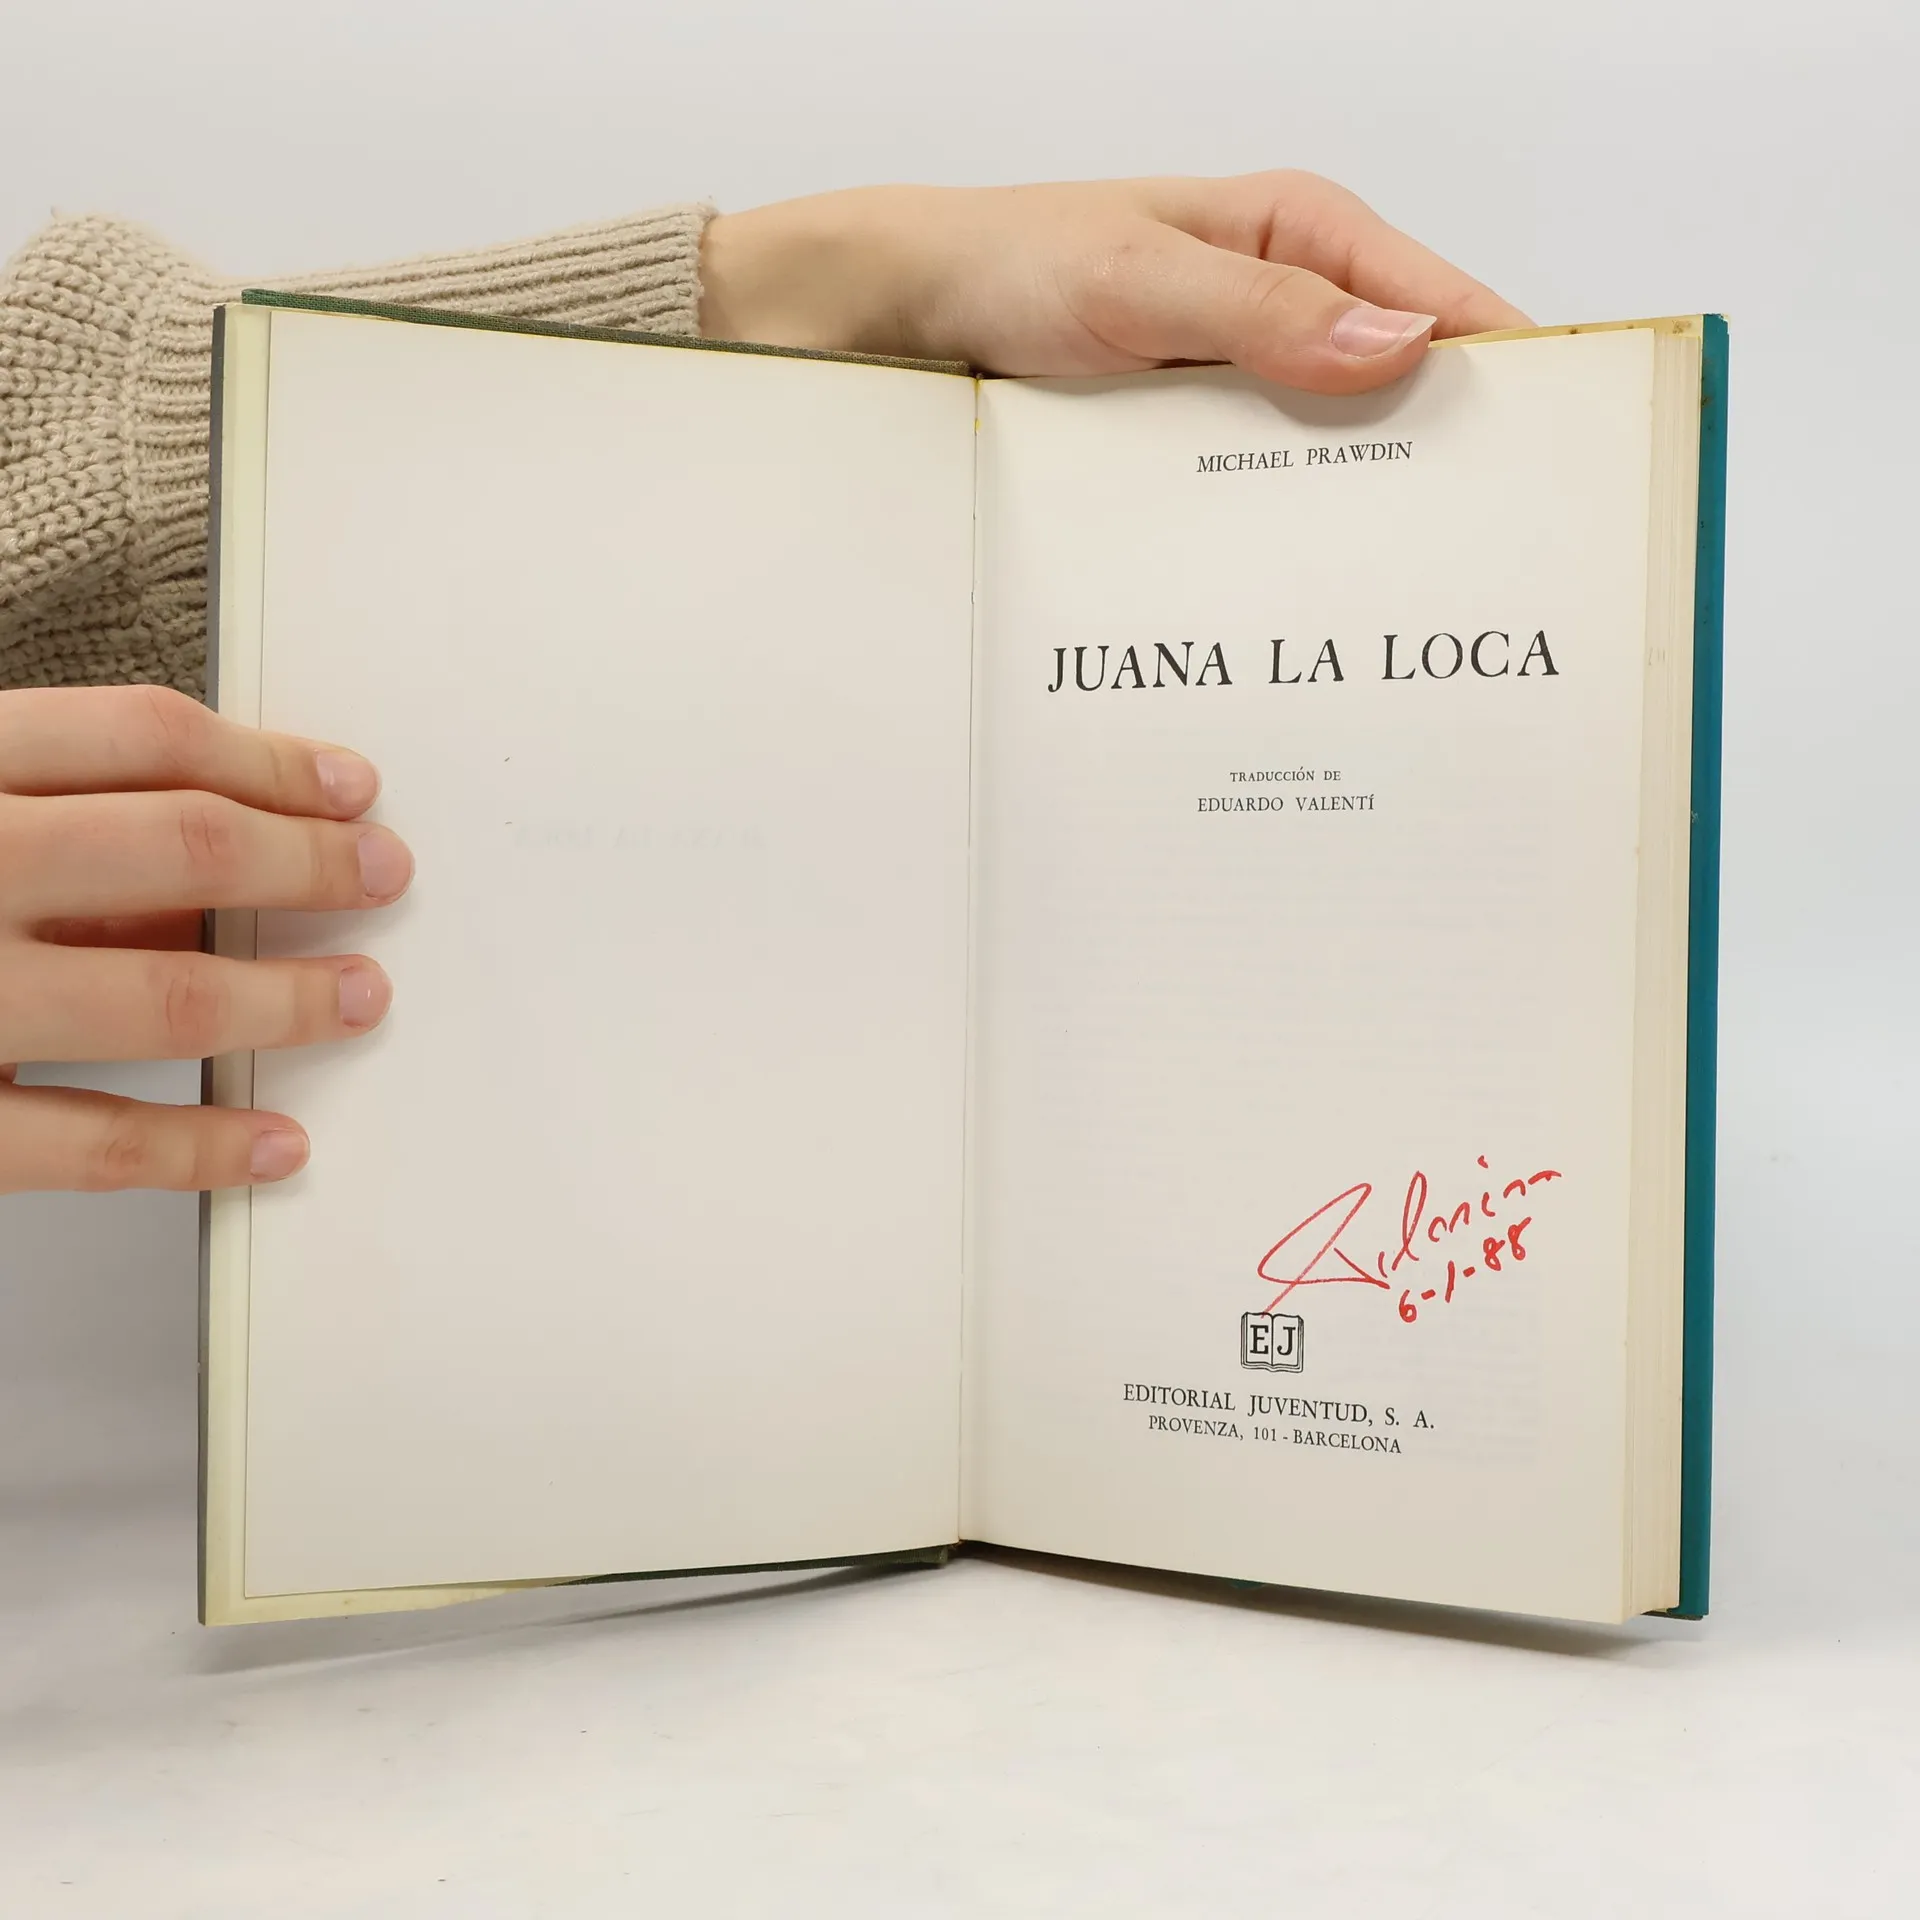 MICHAEL PRAWDIN
JUANA LA LOCA
TRADUCCIÓN DE
EDUARDO VALENTÍ
6-1-88
EJ
EDITORIAL JUVENTUD, S. A.
PROVENZA, 101 - BARCELONA